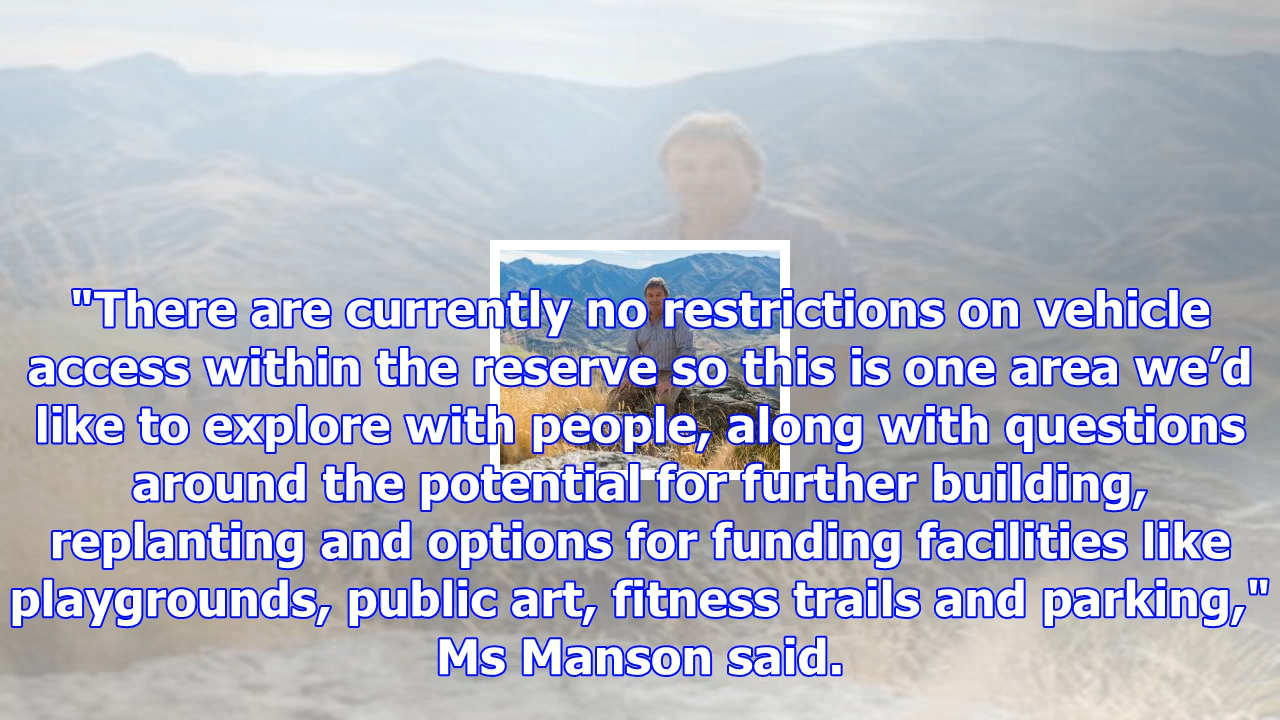 "There are currently no restrictions on vehicle
access within the reserve so this is one area we’d
like to explore with people, along with questions
around the potential for further building,
replanting and options for funding facilities like
playgrounds, public art, fitness trails and parking,"
Ms Manson said.